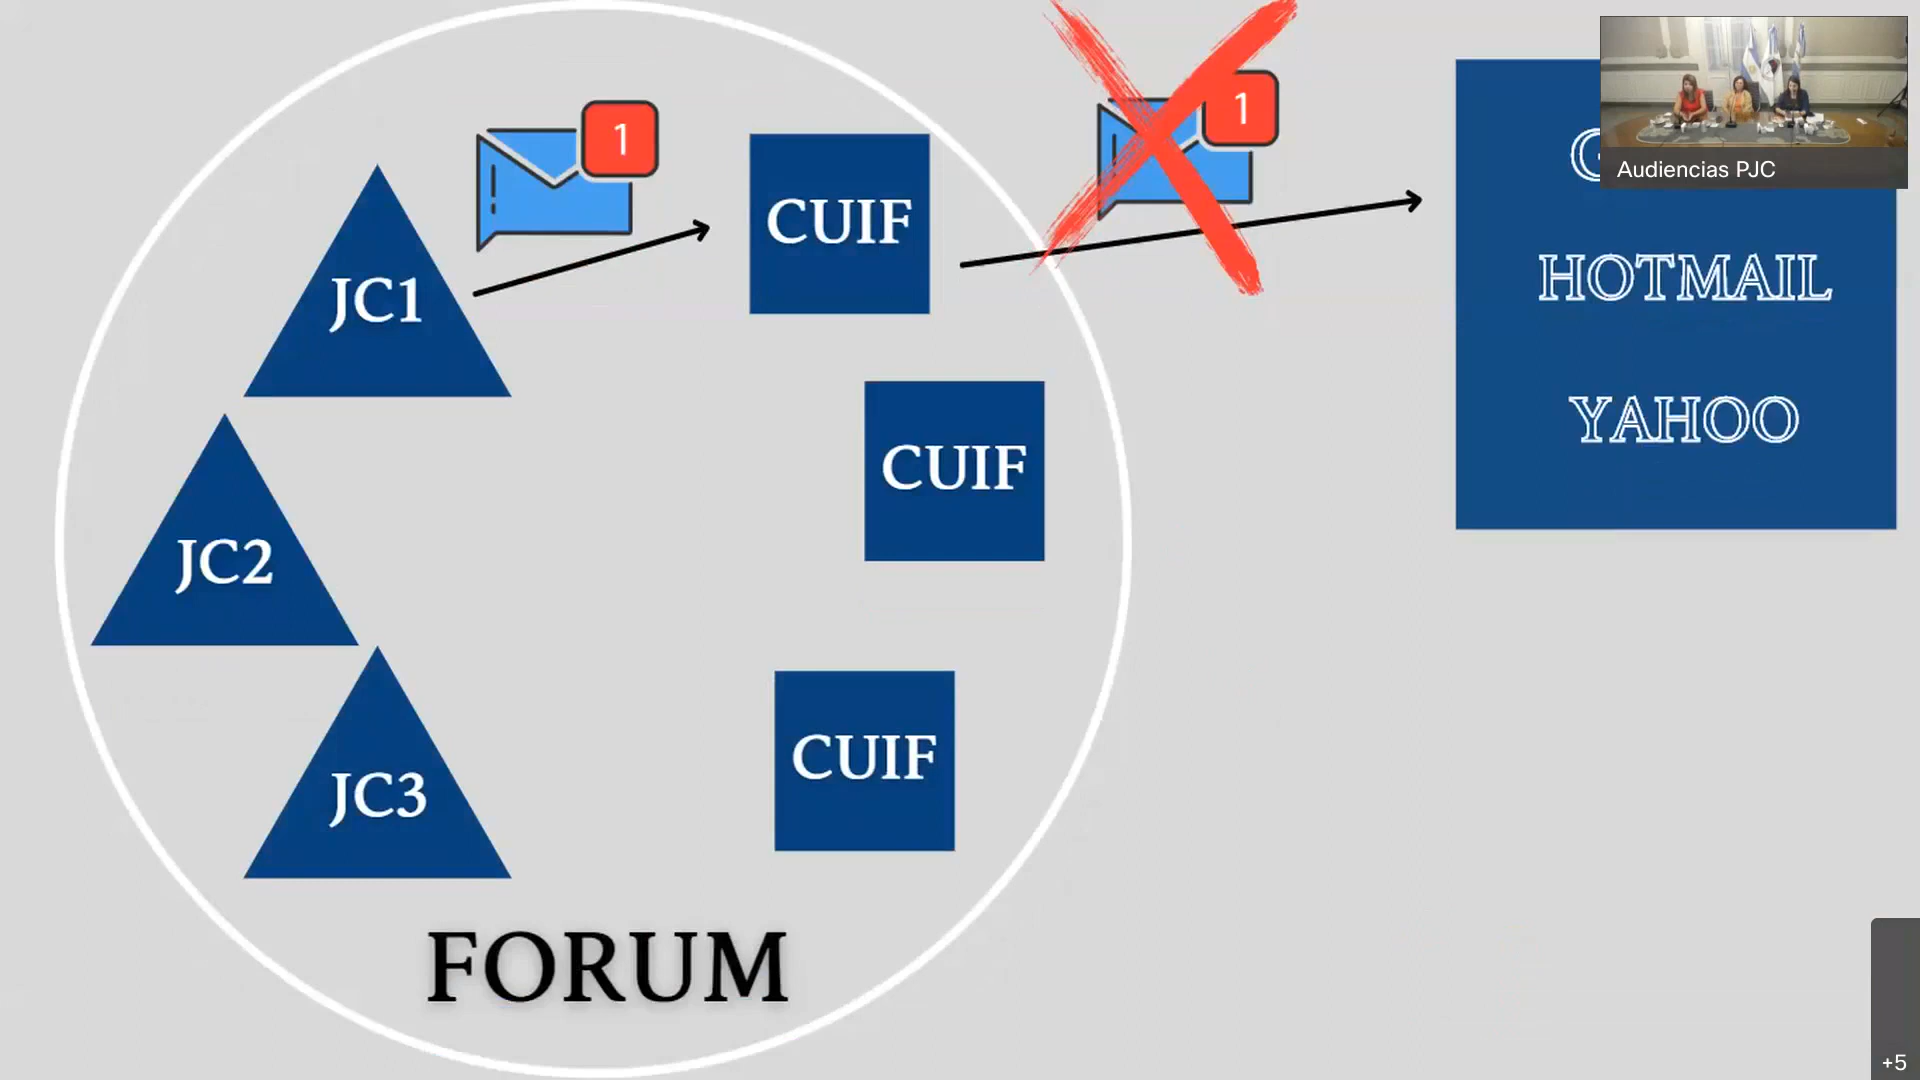 1
1
CUIF
Audiencias PJC
JC1
HOTMAIL
CUIF
YAHOO
JC2
CUIF
JC3
FORUM
+5